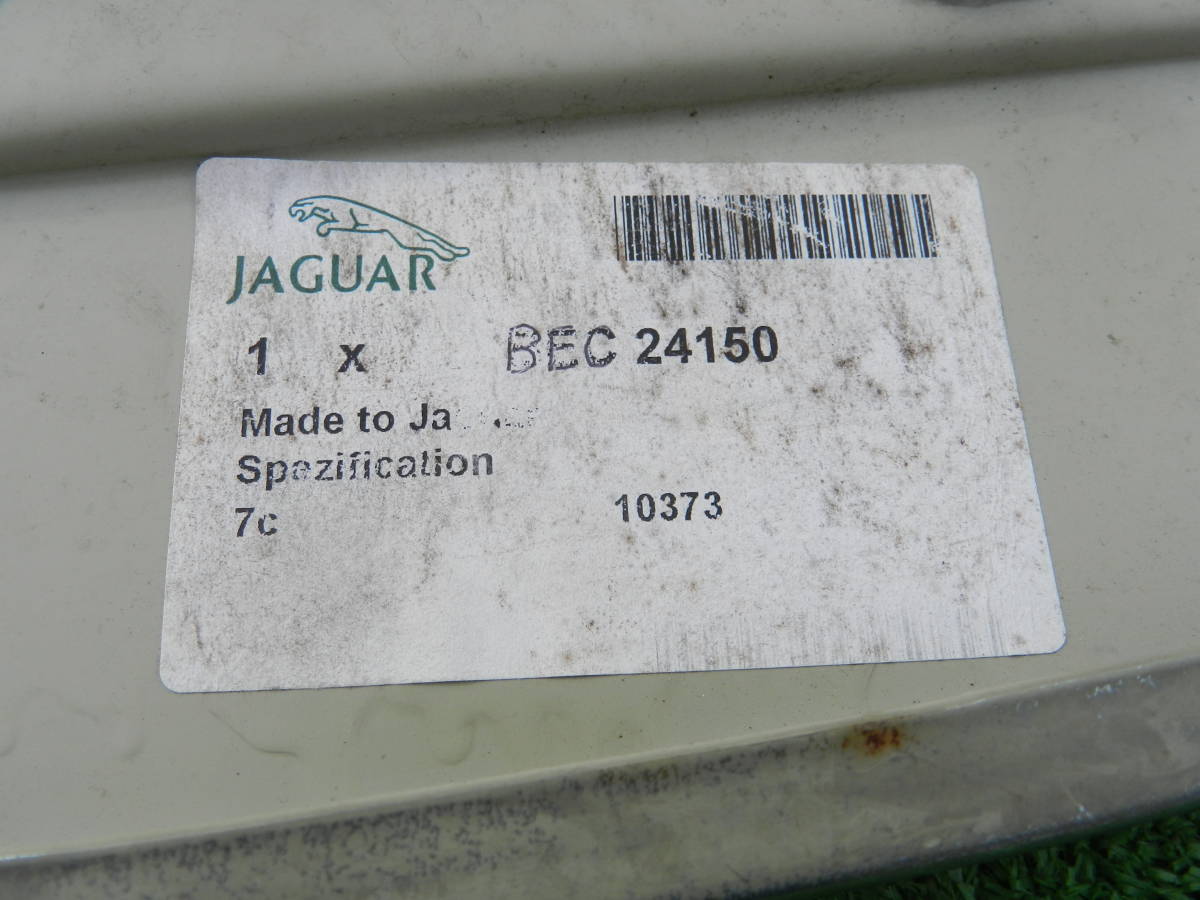 JAGUAR
1 x BEC 24150
Made to
Spezification
7c 10373